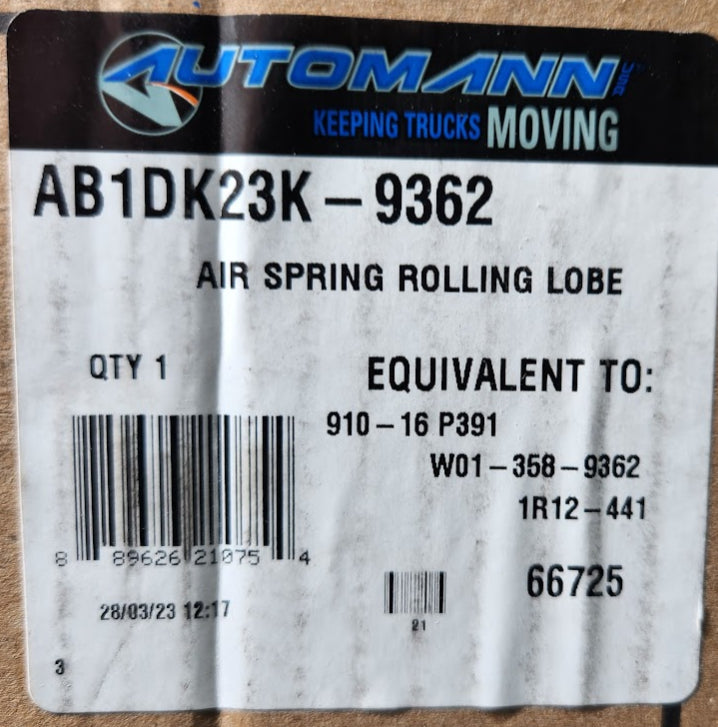 AUTOMANN INC.
KEEPING TRUCKS MOVING
AB1DK23K-9362
AIR SPRING ROLLING LOBE
QTY 1
EQUIVALENT TO:
910-16 P391
W01-358-9362
1R12-441
8 89626 21075 4
66725
28/03/23 12:17
21
3